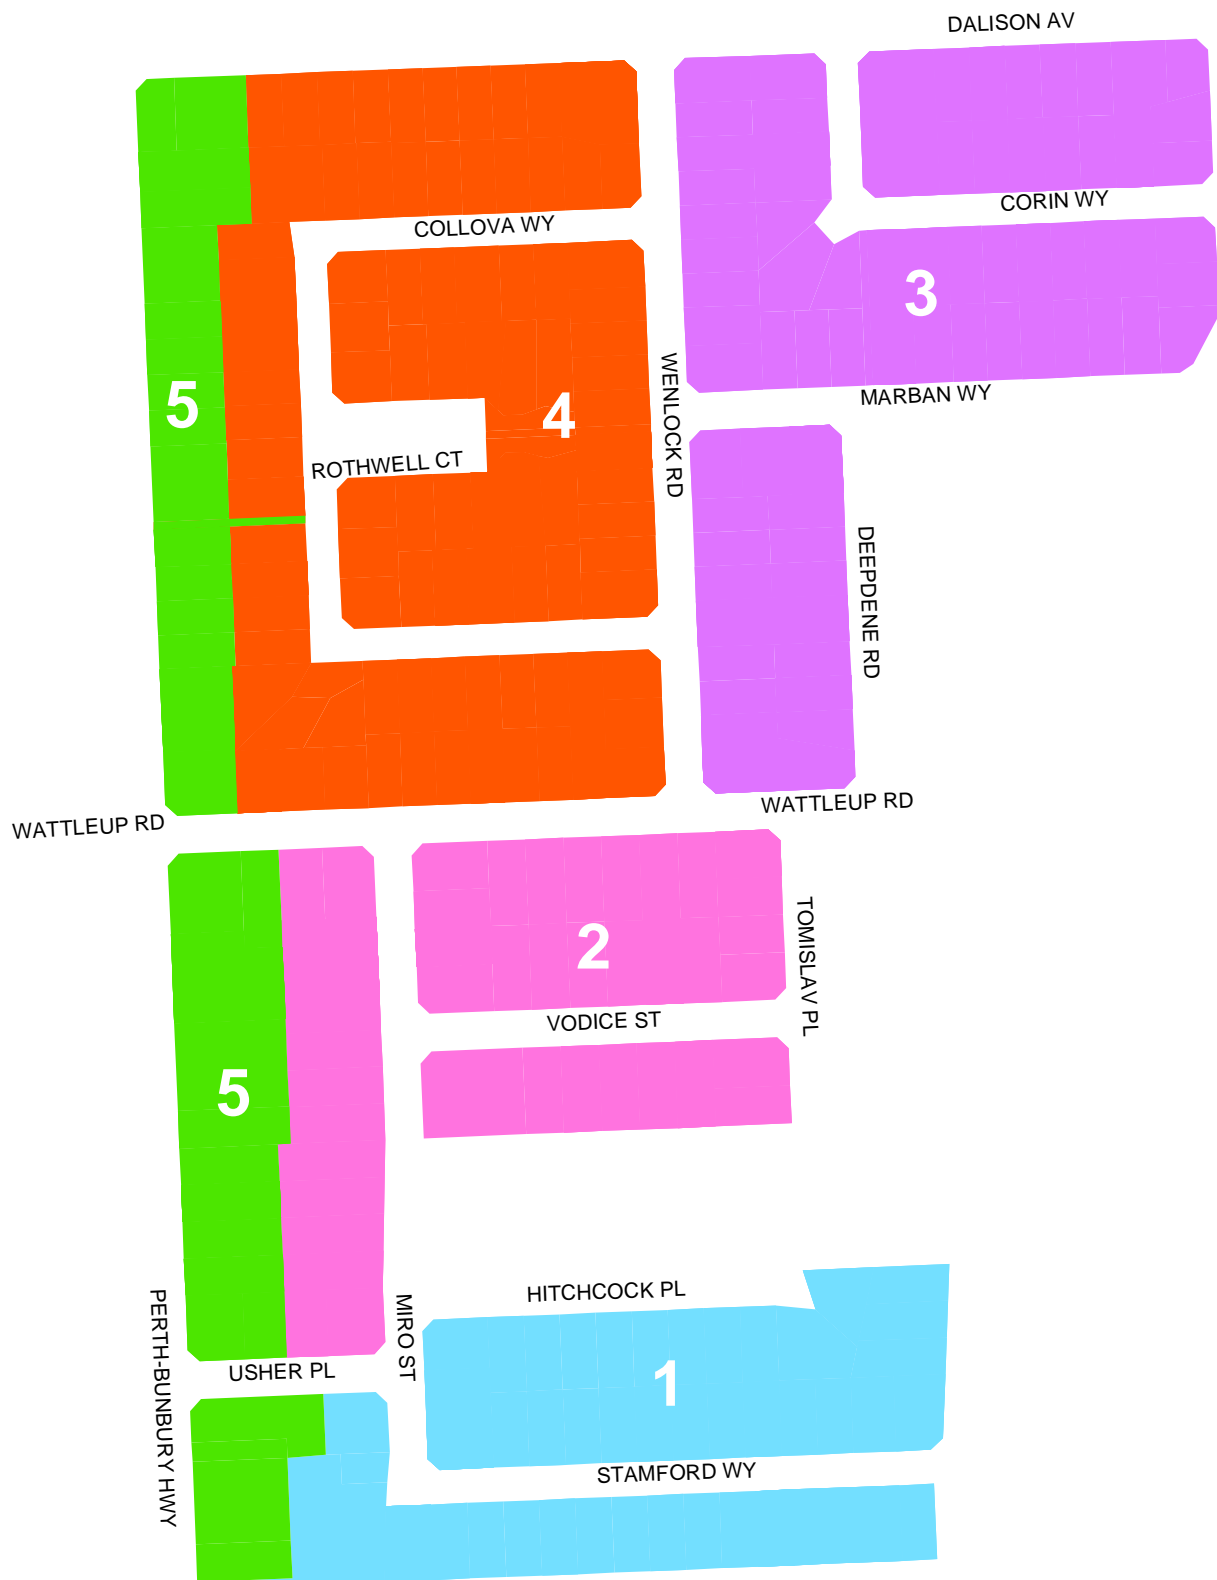 DALISON AV
CORIN WY
COLLOVA WY
3
WENLOCK RD
MARBAN WY
5
4
ROTHWELL CT
DEEPDENE RD
WATTLEUP RD
WATTLEUP RD
TOMISLAV PL
2
VODICE ST
5
HITCHCOCK PL
PERTH-BUNBURY HWY
MIRO ST
USHER PL
1
STAMFORD WY